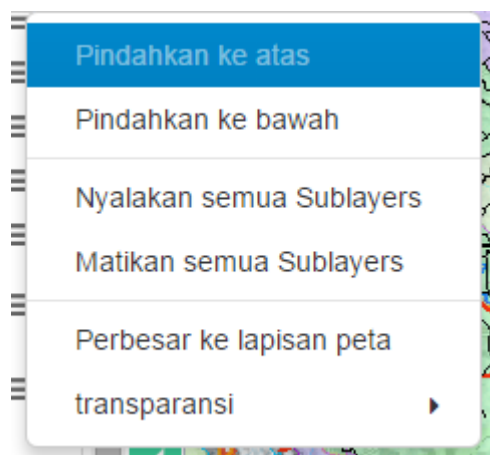 Pindahkan ke atas
Pindahkan ke bawah
Nyalakan semua Sublayers
Matikan semua Sublayers
Perbesar ke lapisan peta
transparansi